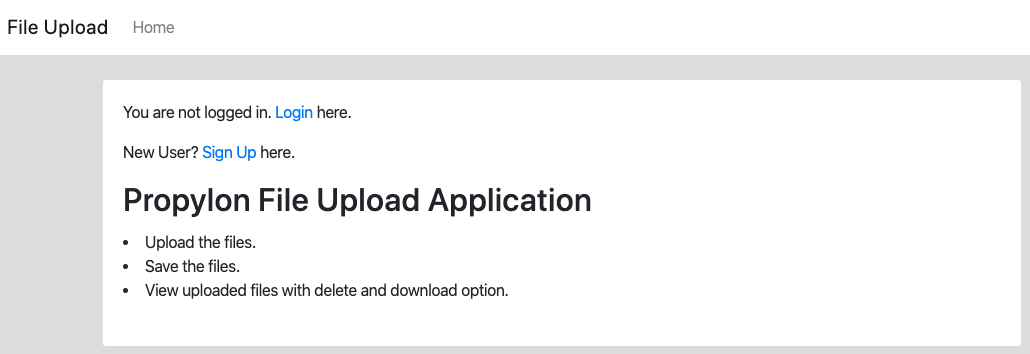 File Upload Home
You are not logged in. Login here.
New User? Sign Up here.
Propylon File Upload Application
• Upload the files.
• Save the files.
• View uploaded files with delete and download option.